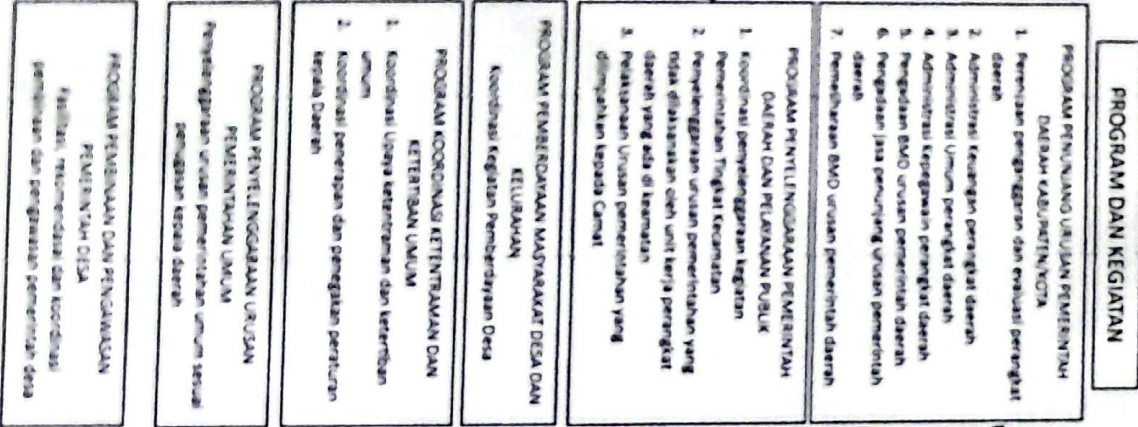 PROGRAM DAN KEGIATAN
PROGRAM PENUNJANG URUSAN PEMERINTAH
DAERAH KABUPATEN/KOTA
1. Perencaan penganggaran dan evaluasi perangkat
daerah
2. Administrasi Keuangan perangkat daerah
3. Administrasi Umum perangkat daerah
4. Administrasi Kepegawain perangkat daerah
5. Pengadaan BMD urusan pemerintah daerah
6. Pengadaan jasa penunjang urusan pemerintah
daerah
7. Pemeliharaan BMD urusan pemerintah daerah
PROGRAM PENYELENGGARAAN PEMERINTAH
DAERAH DAN PELAYANAN PUBLIK
1. Koordinasi penyelenggaraan kegiatan
Pemerintahan Tingkat Kecamatan
2. Penyelenggaraan urusan pemerintahan yang
tidak dilaksanakan oleh unit kerja perangkat
daerah yang ada di keamatan
3. Pelaksanaan Urusan pemerintahan yang
dilimpahkan kepada Camat
PROGRAM PEMBERDAYAAN MASYARAKAT DESA DAN
KELURAHAN
Koordinasi Kegiatan Pemberdayaan Desa
PROGRAM KOORDINASI KETENTRAMAN DAN
KETERTIBAN UMUM
1. Koordinasi Upaya ketentraman dan ketertiban
umum
2. Koordinasi penerapan dan penegakan peraturan
kepala Daerah
PROGRAM PENYELENGGARAAN URUSAN
PEMERINTAHAN UMUM
Penyelenggaraan urusan pemerintahan umum sesuai
penugasan kepala daerah
PROGRAM PEMBINAAN DAN PENGAWASAN
PEMERINTAH DESA
Fasilitasi, rekomendasi dan koordinasi
pembinaan dan pengawasan pemerintah desa